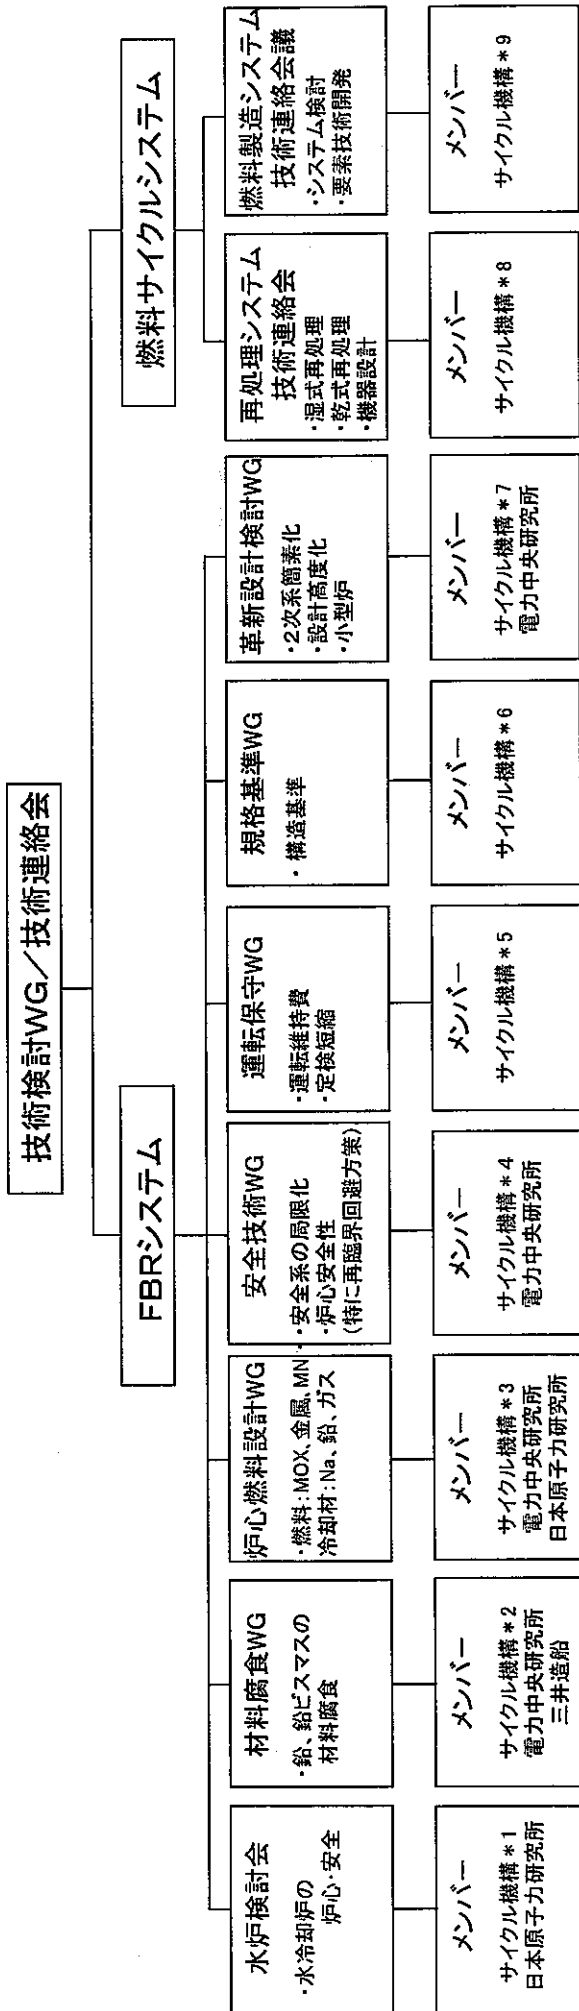 技術検討WG／技術連絡会
FBRシステム
燃料サイクルシステム
水炉検討会
・水冷却炉の
炉心・安全
メンバー
サイクル機構*1
日本原子力研究所
材料腐食WG
・鉛、鉛ビスマスの
材料腐食
メンバー
サイクル機構*2
電力中央研究所
三井造船
炉心燃料設計WG
・燃料:MOX、金属、MN
冷却材:Na、鉛、ガス
メンバー
サイクル機構*3
電力中央研究所
日本原子力研究所
安全技術WG
・安全系の局限化
・炉心安全性
(特に再臨界回避方策)
メンバー
サイクル機構*4
電力中央研究所
運転保守WG
・運転維持費
・定検短縮
メンバー
サイクル機構*5
規格基準WG
・構造基準
メンバー
サイクル機構*6
革新設計検討WG
・2次系簡素化
・設計高度化
・小型炉
メンバー
サイクル機構*7
電力中央研究所
再処理システム
技術連絡会
・湿式再処理
・乾式再処理
・機器設計
メンバー
サイクル機構*8
燃料製造システム
技術連絡会議
・システム検討
・要素技術開発
メンバー
サイクル機構*9